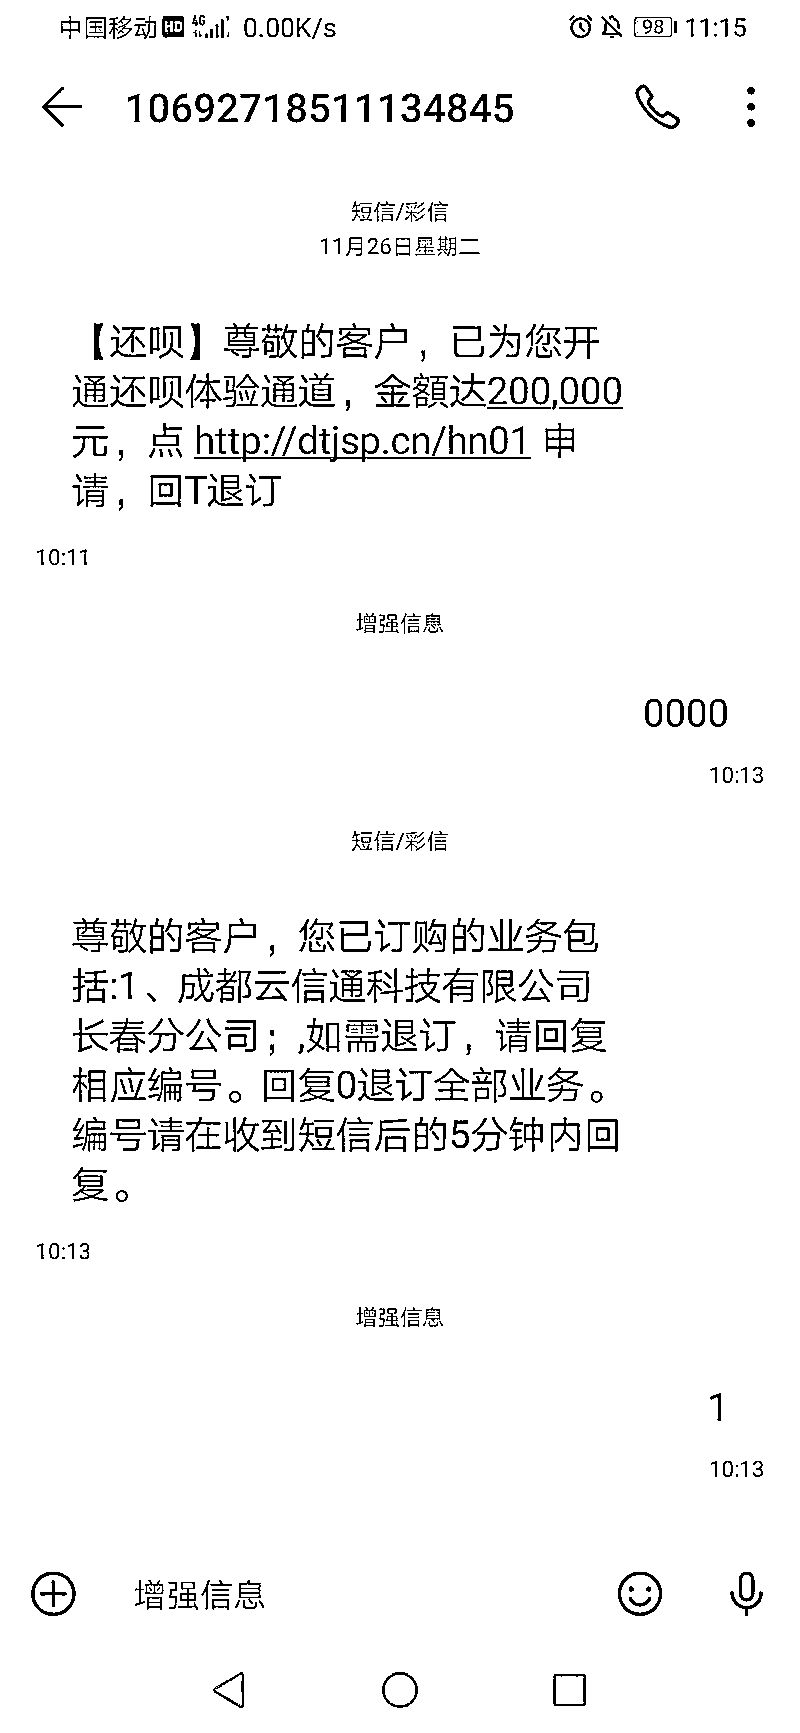 中国移动 HD 4G 0.00K/s 98 11:15
10692718511134845
短信/彩信
11月26日星期二
【还呗】尊敬的客户，已为您开
通还呗体验通道，金額达200,000
元，点 http://dtjsp.cn/hn01 申
请，回T退订
10:11
增强信息
0000
10:13
短信/彩信
尊敬的客户，您已订购的业务包
括:1、成都云信通科技有限公司
长春分公司；,如需退订，请回复
相应编号。回复0退订全部业务。
编号请在收到短信后的5分钟内回
复。
10:13
增强信息
1
10:13
增强信息